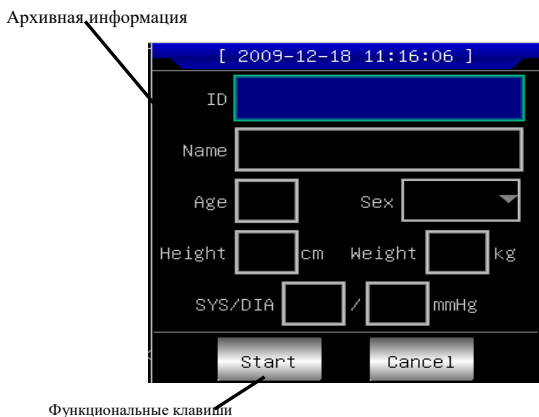 Архивная информация
[ 2009-12-18 11:16:06 ]
ID
Name
Age Sex
Height cm Weight kg
SYS/DIA / mmHg
Start Cancel
Функциональные клавиши